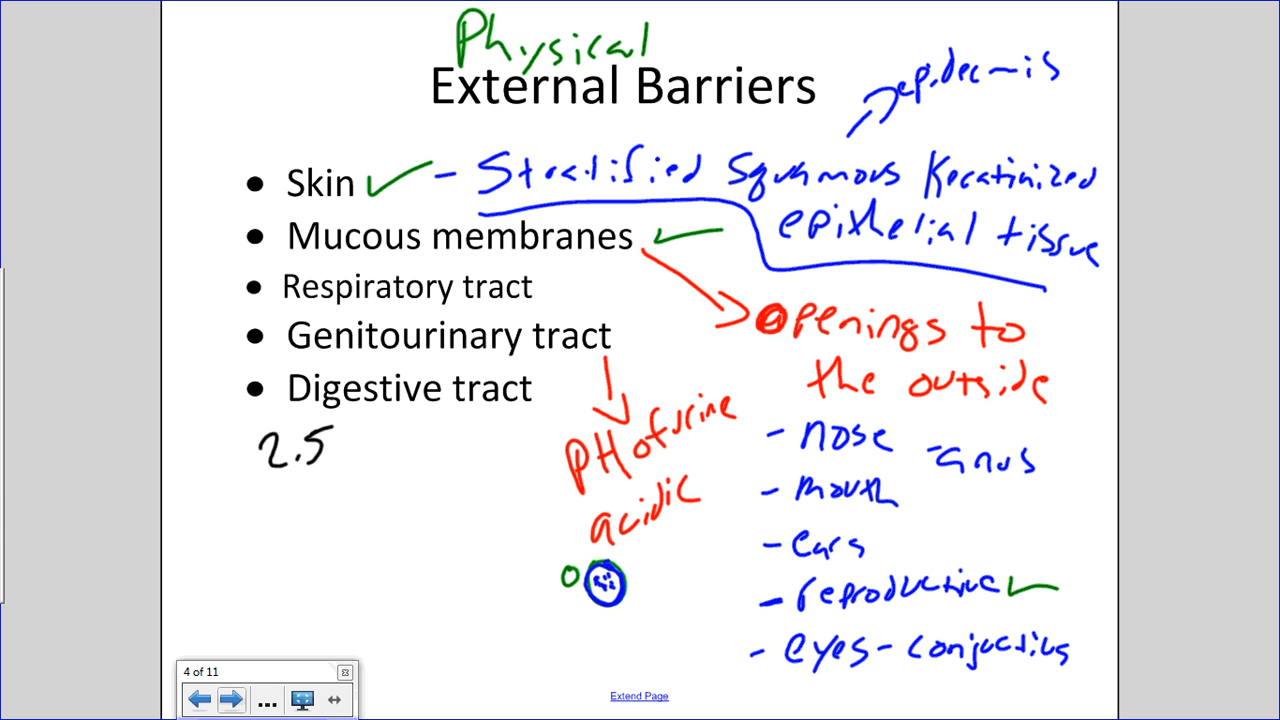 Physical
External Barriers
epidermis
• Skin ✓ - Stratified Squamous Keratinized
epithelial tissue
• Mucous membranes ✓
• Respiratory tract
• Genitourinary tract
• Digestive tract
2.5
openings to
the outside
PH of urine
acidic
- nose
- anus
- mouth
- ears
- reproductive ✓
- eyes -
4 of 11
...
Extend Page